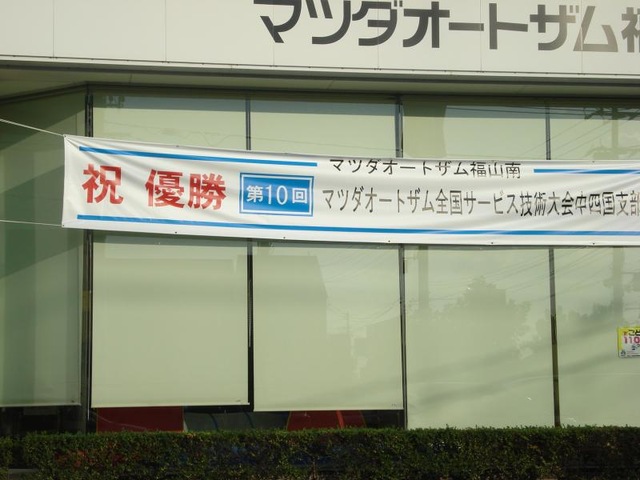 マツダオートザム福
マツダオートザム福山南
祝 優勝 第10回 マツダオートザム全国サービス技術大会中四国支部